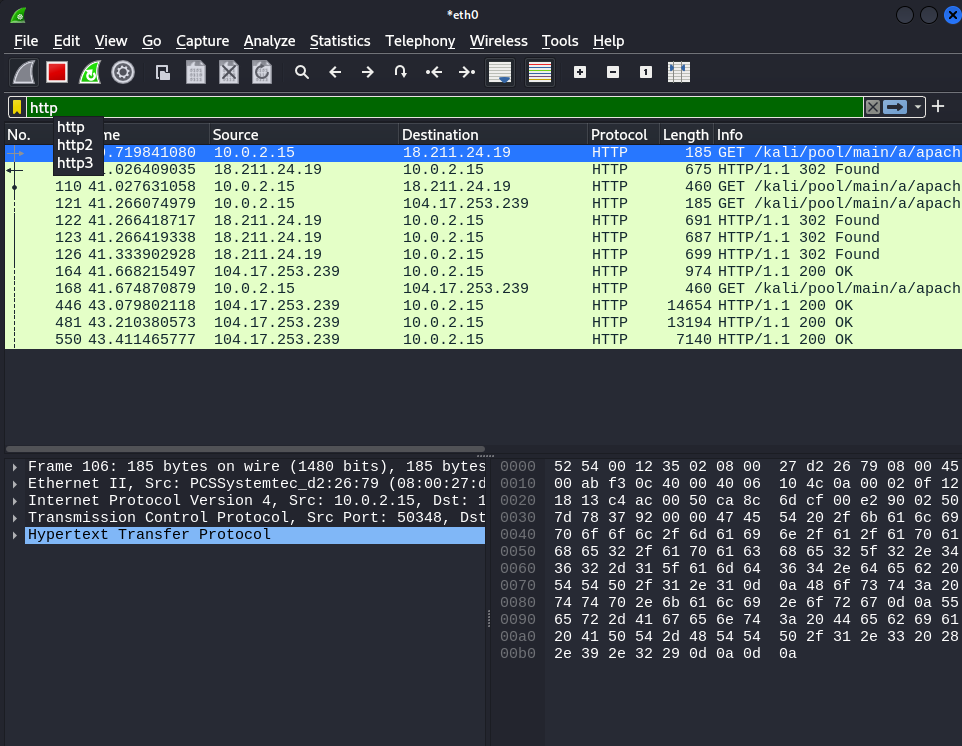 *eth0
File Edit View Go Capture Analyze Statistics Telephony Wireless Tools Help
http
http
http2
http3
No. me Source Destination Protocol Length Info
.719841080 10.0.2.15 18.211.24.19 HTTP 185 GET /kali/pool/main/a/apach
.026409035 18.211.24.19 10.0.2.15 HTTP 675 HTTP/1.1 302 Found
110 41.027631058 10.0.2.15 18.211.24.19 HTTP 460 GET /kali/pool/main/a/apach
121 41.266074979 10.0.2.15 104.17.253.239 HTTP 185 GET /kali/pool/main/a/apach
122 41.266418717 18.211.24.19 10.0.2.15 HTTP 691 HTTP/1.1 302 Found
123 41.266419338 18.211.24.19 10.0.2.15 HTTP 687 HTTP/1.1 302 Found
126 41.333902928 18.211.24.19 10.0.2.15 HTTP 699 HTTP/1.1 302 Found
164 41.668215497 104.17.253.239 10.0.2.15 HTTP 974 HTTP/1.1 200 OK
168 41.674870879 10.0.2.15 104.17.253.239 HTTP 460 GET /kali/pool/main/a/apach
446 43.079802118 104.17.253.239 10.0.2.15 HTTP 14654 HTTP/1.1 200 OK
481 43.210380573 104.17.253.239 10.0.2.15 HTTP 13194 HTTP/1.1 200 OK
550 43.411465777 104.17.253.239 10.0.2.15 HTTP 7140 HTTP/1.1 200 OK
Frame 106: 185 bytes on wire (1480 bits), 185 bytes
Ethernet II, Src: PCSSystemtec_d2:26:79 (08:00:27:d
Internet Protocol Version 4, Src: 10.0.2.15, Dst: 1
Transmission Control Protocol, Src Port: 50348, Dst
Hypertext Transfer Protocol
0000 52 54 00 12 35 02 08 00 27 d2 26 79 08 00 45
0010 00 ab f3 0c 40 00 40 06 10 4c 0a 00 02 0f 12
0020 18 13 c4 ac 00 50 ca 8c 6d cf 00 e2 90 02 50
0030 7d 78 37 92 00 00 47 45 54 20 2f 6b 61 6c 69
0040 70 6f 6f 6c 2f 6d 61 69 6e 2f 61 2f 61 70 61
0050 68 65 32 2f 61 70 61 63 68 65 32 5f 32 2e 34
0060 36 32 2d 31 5f 61 6d 64 36 34 2e 64 65 62 20
0070 54 54 50 2f 31 2e 31 0d 0a 48 6f 73 74 3a 20
0080 74 74 70 2e 6b 61 6c 69 2e 6f 72 67 0d 0a 55
0090 65 72 2d 41 67 65 6e 74 3a 20 44 65 62 69 61
00a0 20 41 50 54 2d 48 54 54 50 2f 31 2e 33 20 28
00b0 2e 39 2e 32 29 0d 0a 0d 0a